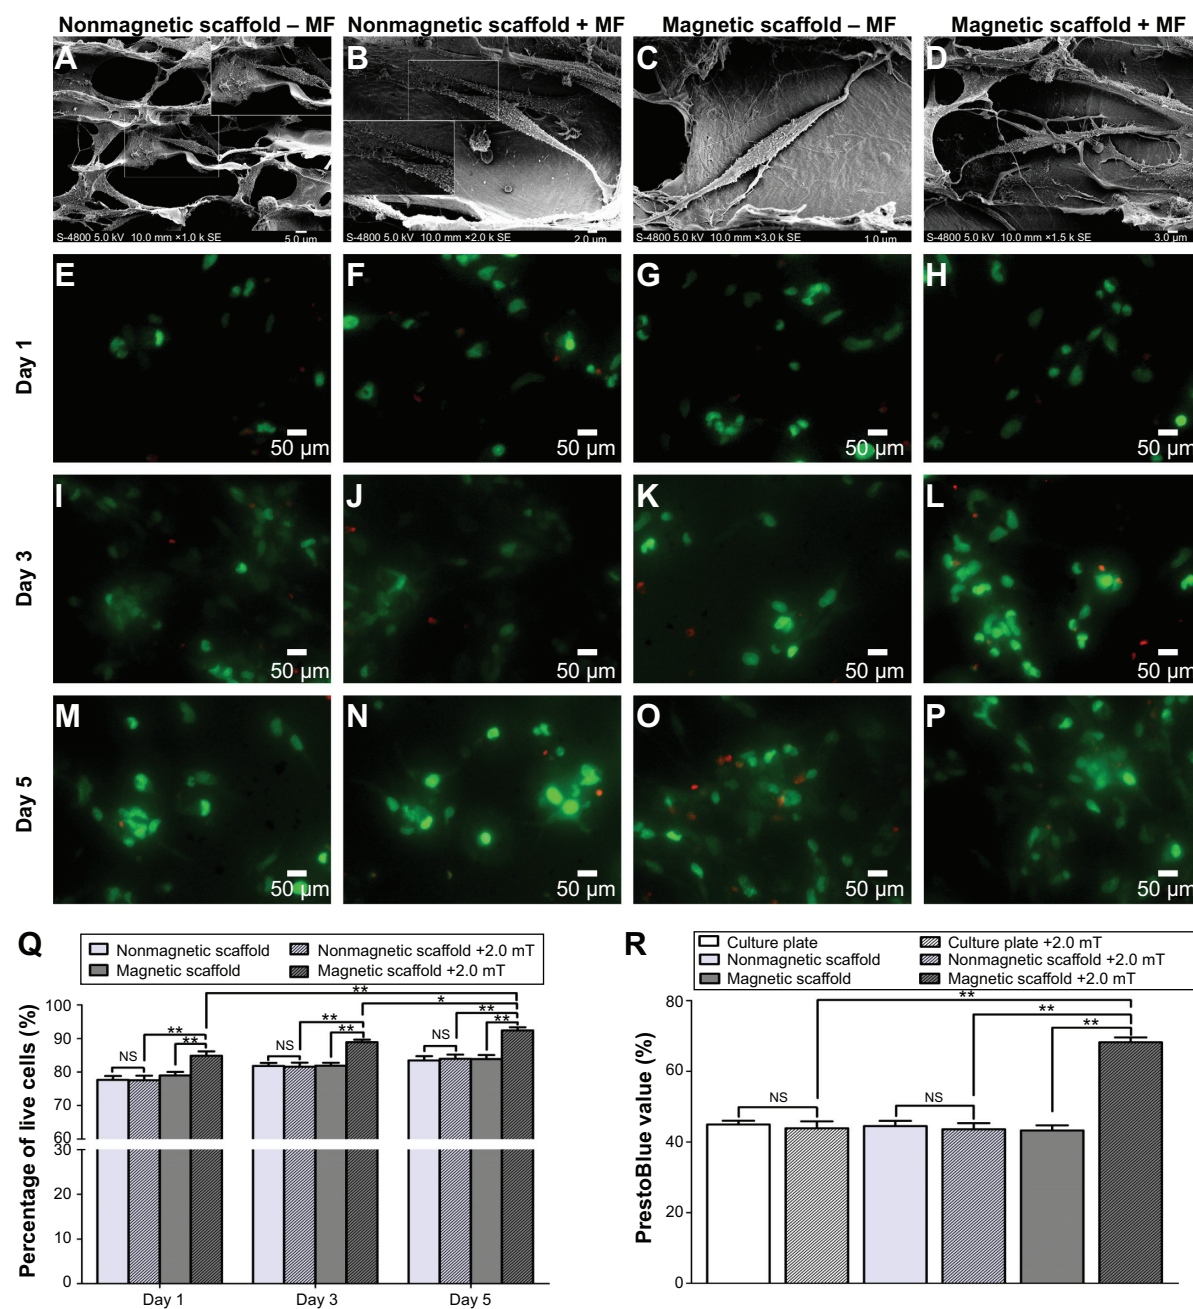 Nonmagnetic scaffold – MF
Nonmagnetic scaffold + MF
Magnetic scaffold – MF
Magnetic scaffold + MF
A
B
C
D
S-4800 5.0 kV 10.0 mm ×1.0 k SE
5.0 µm
S-4800 5.0 kV 10.0 mm ×2.0 k SE
2.0 µm
S-4800 5.0 kV 10.0 mm ×3.0 k SE
1.0 µm
S-4800 5.0 kV 10.0 mm ×1.5 k SE
3.0 µm
Day 1
E
F
G
H
50 µm
50 µm
50 µm
50 µm
Day 3
I
J
K
L
50 µm
50 µm
50 µm
50 µm
Day 5
M
N
O
P
50 µm
50 µm
50 µm
50 µm
Q
Nonmagnetic scaffold
Nonmagnetic scaffold +2.0 mT
Magnetic scaffold
Magnetic scaffold +2.0 mT
Percentage of live cells (%)
100
90
80
70
60
30
20
10
0
NS
**
**
NS
**
**
NS
**
**
*
**
Day 1
Day 3
Day 5
R
Culture plate
Culture plate +2.0 mT
Nonmagnetic scaffold
Nonmagnetic scaffold +2.0 mT
Magnetic scaffold
Magnetic scaffold +2.0 mT
PrestoBlue value (%)
80
60
40
20
0
NS
NS
**
**
**